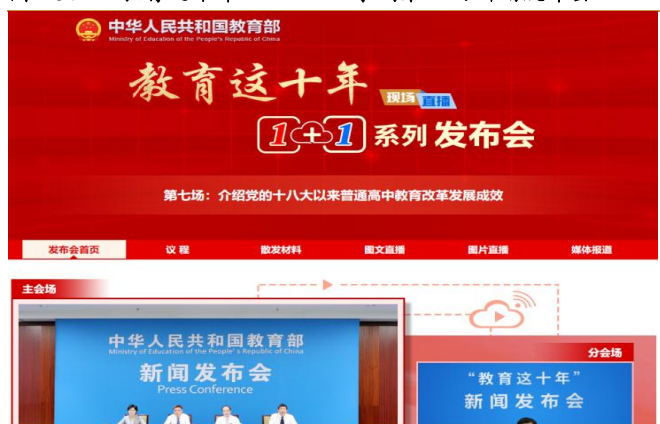 中华人民共和国教育部
Ministry of Education of the People's Republic of China
教育这十年
现场直播
1+1系列发布会
第七场：介绍党的十八大以来普通高中教育改革发展成效
发布会首页 议程 散发材料 图文直播 图片直播 媒体报道
主会场
中华人民共和国教育部
Ministry of Education of the People's Republic of China
新闻发布会
Press Conference
分会场
“教育这十年”
新闻发布会